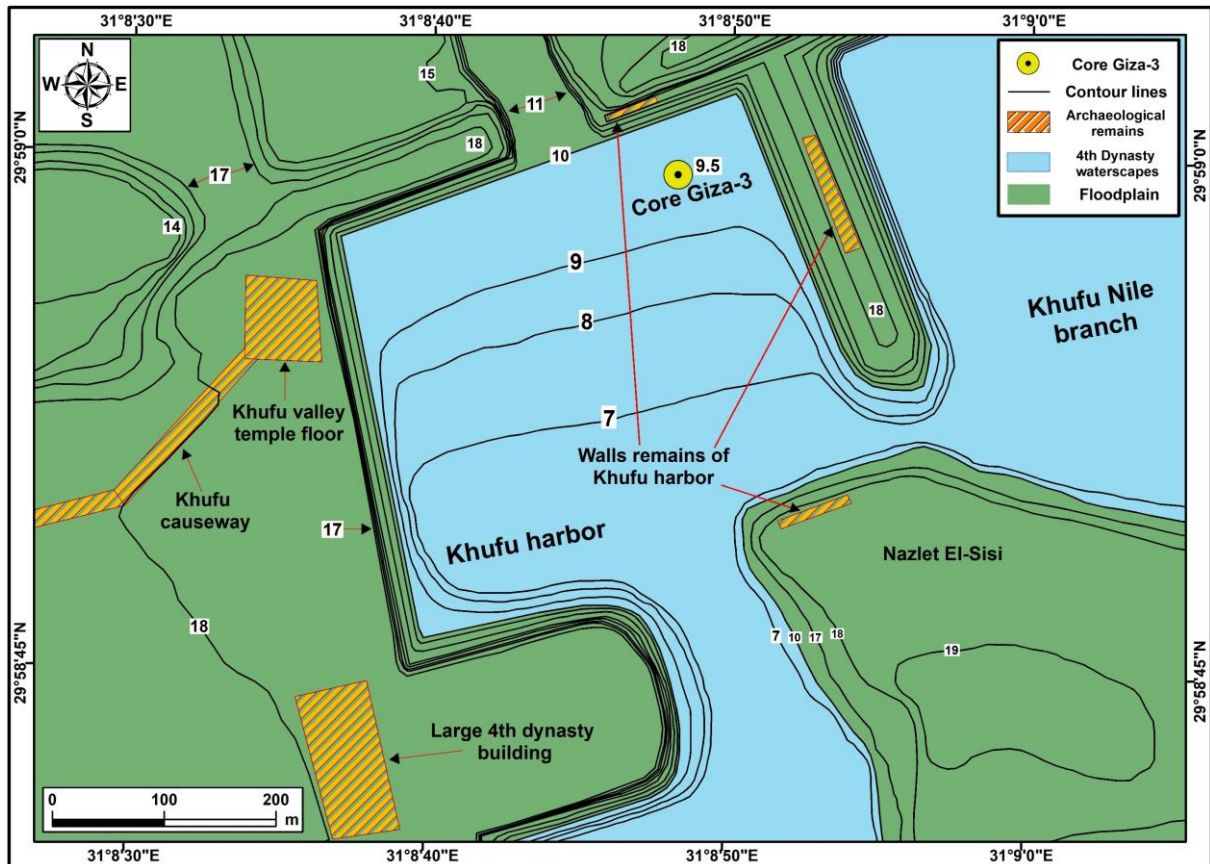 31°8'30"E
31°8'40"E
31°8'50"E
31°9'0"E
N
W
E
S
29°59'0"N
29°59'0"N
Core Giza-3
Contour lines
Archaeological
remains
4th Dynasty
waterscapes
Floodplain
18
15
11
18
10
17
14
9.5
Core Giza-3
9
8
7
18
Khufu Nile
branch
Khufu valley
temple floor
Walls remains of
Khufu harbor
Khufu
causeway
17
Khufu harbor
Nazlet El-Sisi
18
7
10
17
18
19
29°58'45"N
29°58'45"N
Large 4th dynasty
building
0
100
200
m
31°8'30"E
31°8'40"E
31°8'50"E
31°9'0"E